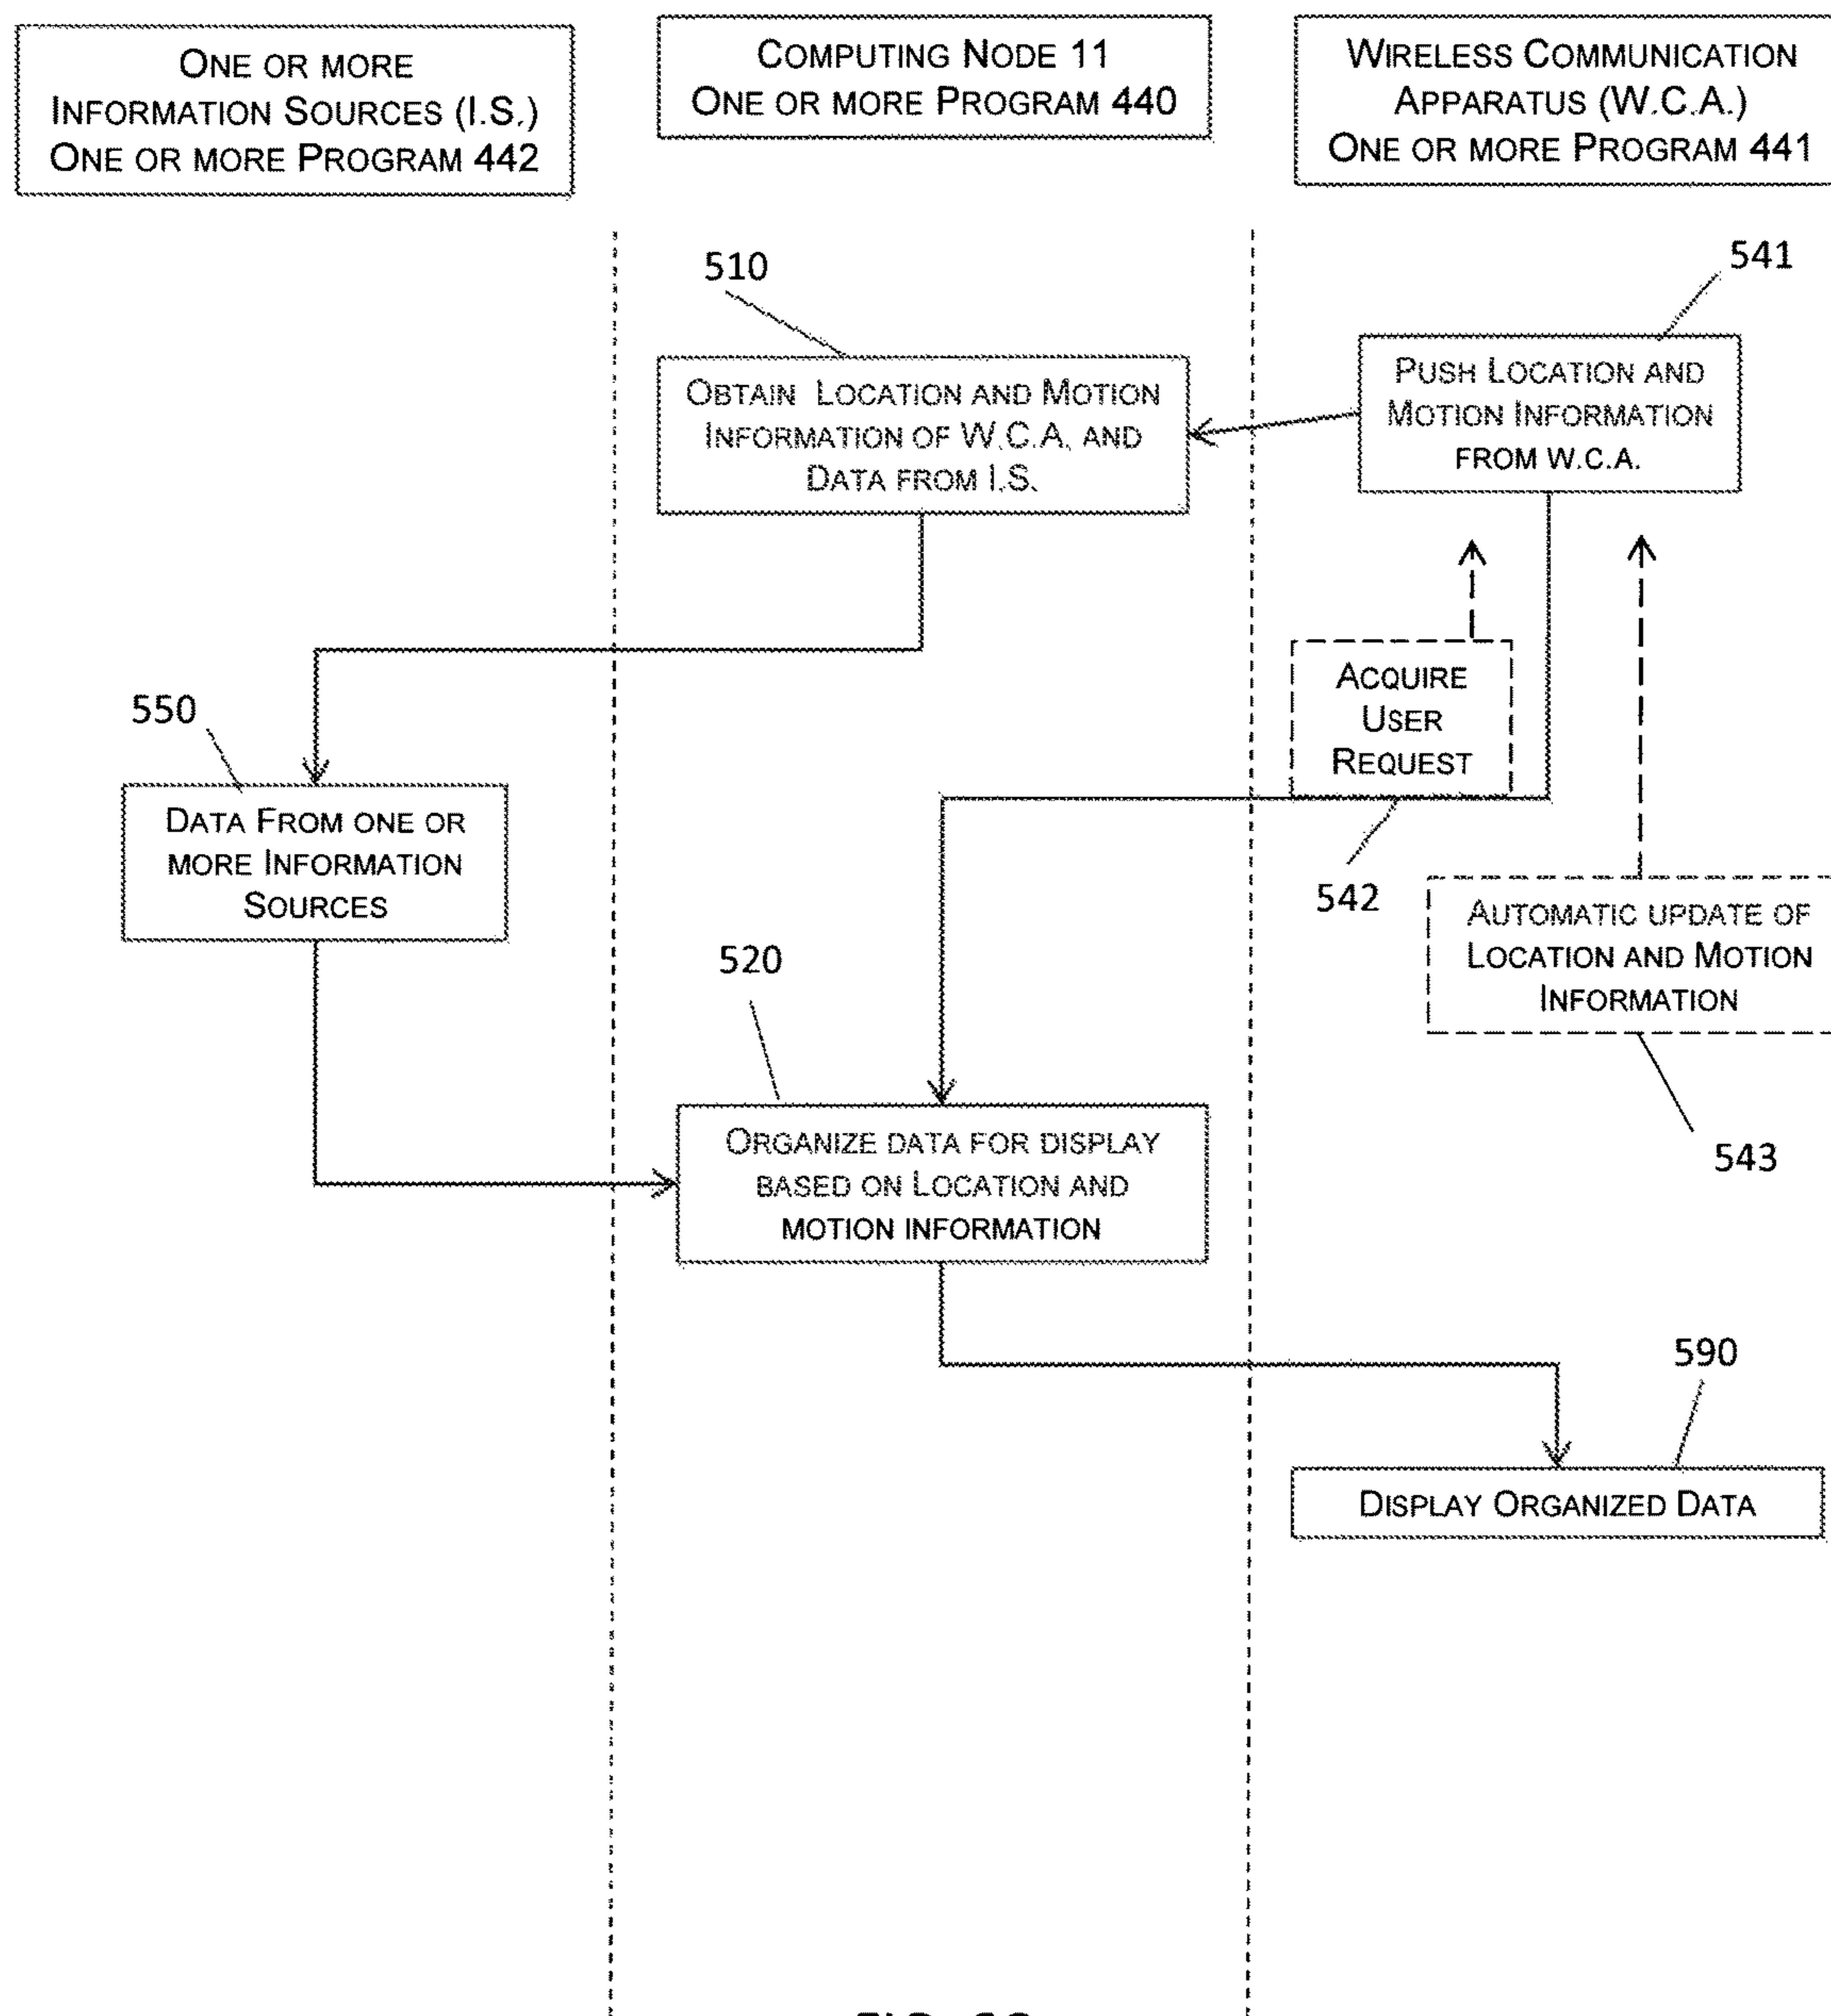 ONE OR MORE
INFORMATION SOURCES (I.S.)
ONE OR MORE PROGRAM 442
COMPUTING NODE 11
ONE OR MORE PROGRAM 440
WIRELESS COMMUNICATION
APPARATUS (W.C.A.)
ONE OR MORE PROGRAM 441
510
541
OBTAIN LOCATION AND MOTION
INFORMATION OF W.C.A. AND
DATA FROM I.S.
PUSH LOCATION AND
MOTION INFORMATION
FROM W.C.A.
550
ACQUIRE
USER
REQUEST
DATA FROM ONE OR
MORE INFORMATION
SOURCES
542
AUTOMATIC UPDATE OF
LOCATION AND MOTION
INFORMATION
520
543
ORGANIZE DATA FOR DISPLAY
BASED ON LOCATION AND
MOTION INFORMATION
590
DISPLAY ORGANIZED DATA